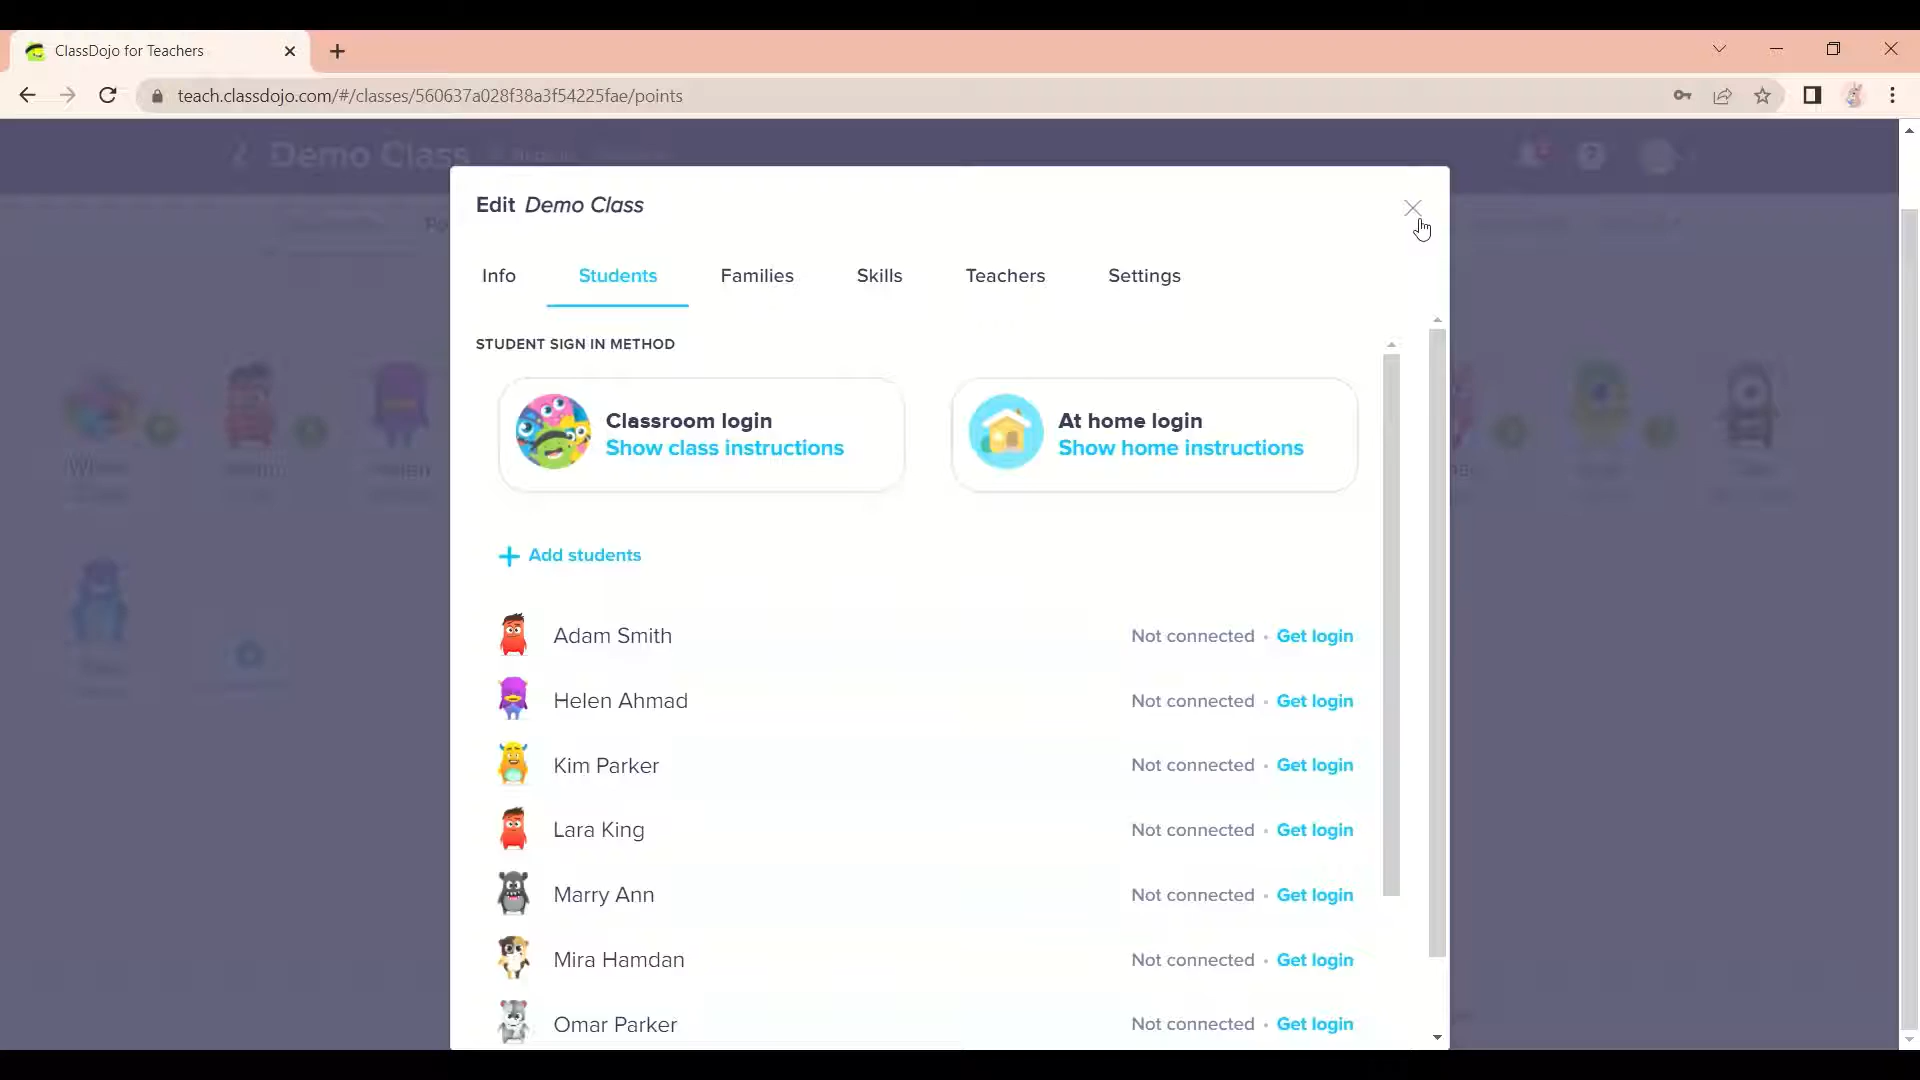 ClassDojo for Teachers
teach.classdojo.com/#/classes/560637a028f38a3f54225fae/points
Demo Class
Edit Demo Class
Info Students Families Skills Teachers Settings
STUDENT SIGN IN METHOD
Classroom login
Show class instructions
At home login
Show home instructions
+ Add students
Adam Smith Not connected • Get login
Helen Ahmad Not connected • Get login
Kim Parker Not connected • Get login
Lara King Not connected • Get login
Marry Ann Not connected • Get login
Mira Hamdan Not connected • Get login
Omar Parker Not connected • Get login